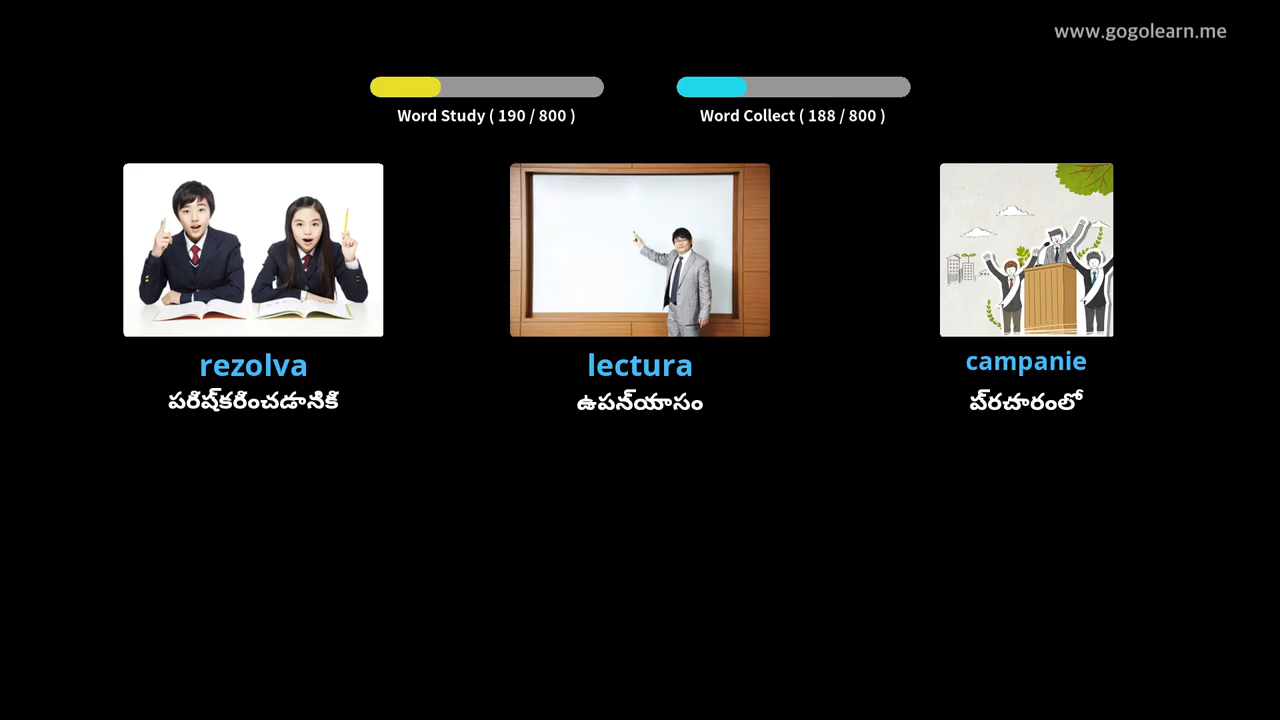 www.gogolearn.me
Word Study ( 190 / 800 )
Word Collect ( 188 / 800 )
rezolva
పరిష్‌కరించడానికి
lectura
ఉపన్‌యాసం
campanie
ప్‌రచారంలో